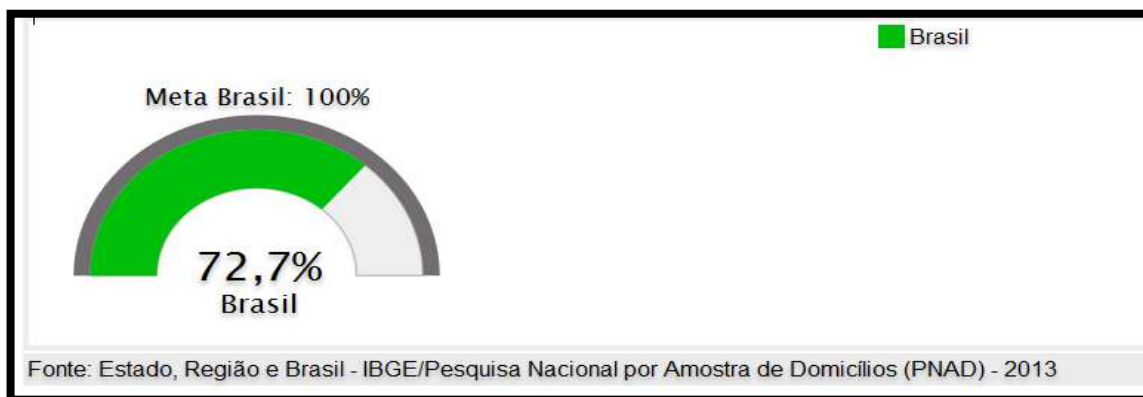 Brasil
Meta Brasil: 100%
72,7%
Brasil
Fonte: Estado, Região e Brasil - IBGE/Pesquisa Nacional por Amostra de Domicílios (PNAD) - 2013